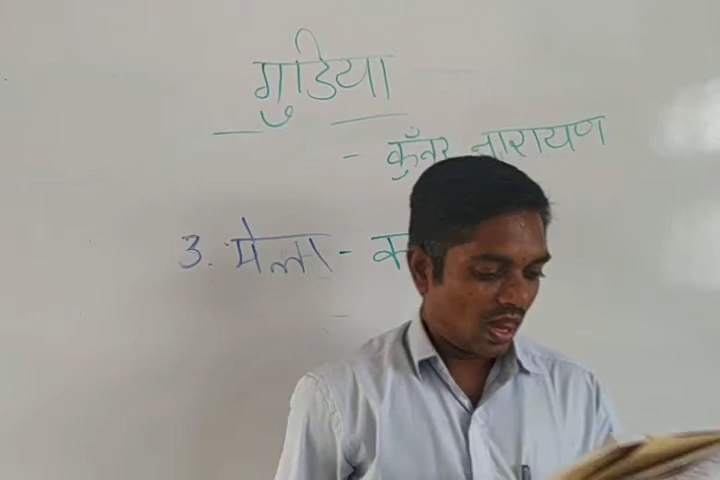 गुडिया
- कुँवर नारायण
3. मेला -